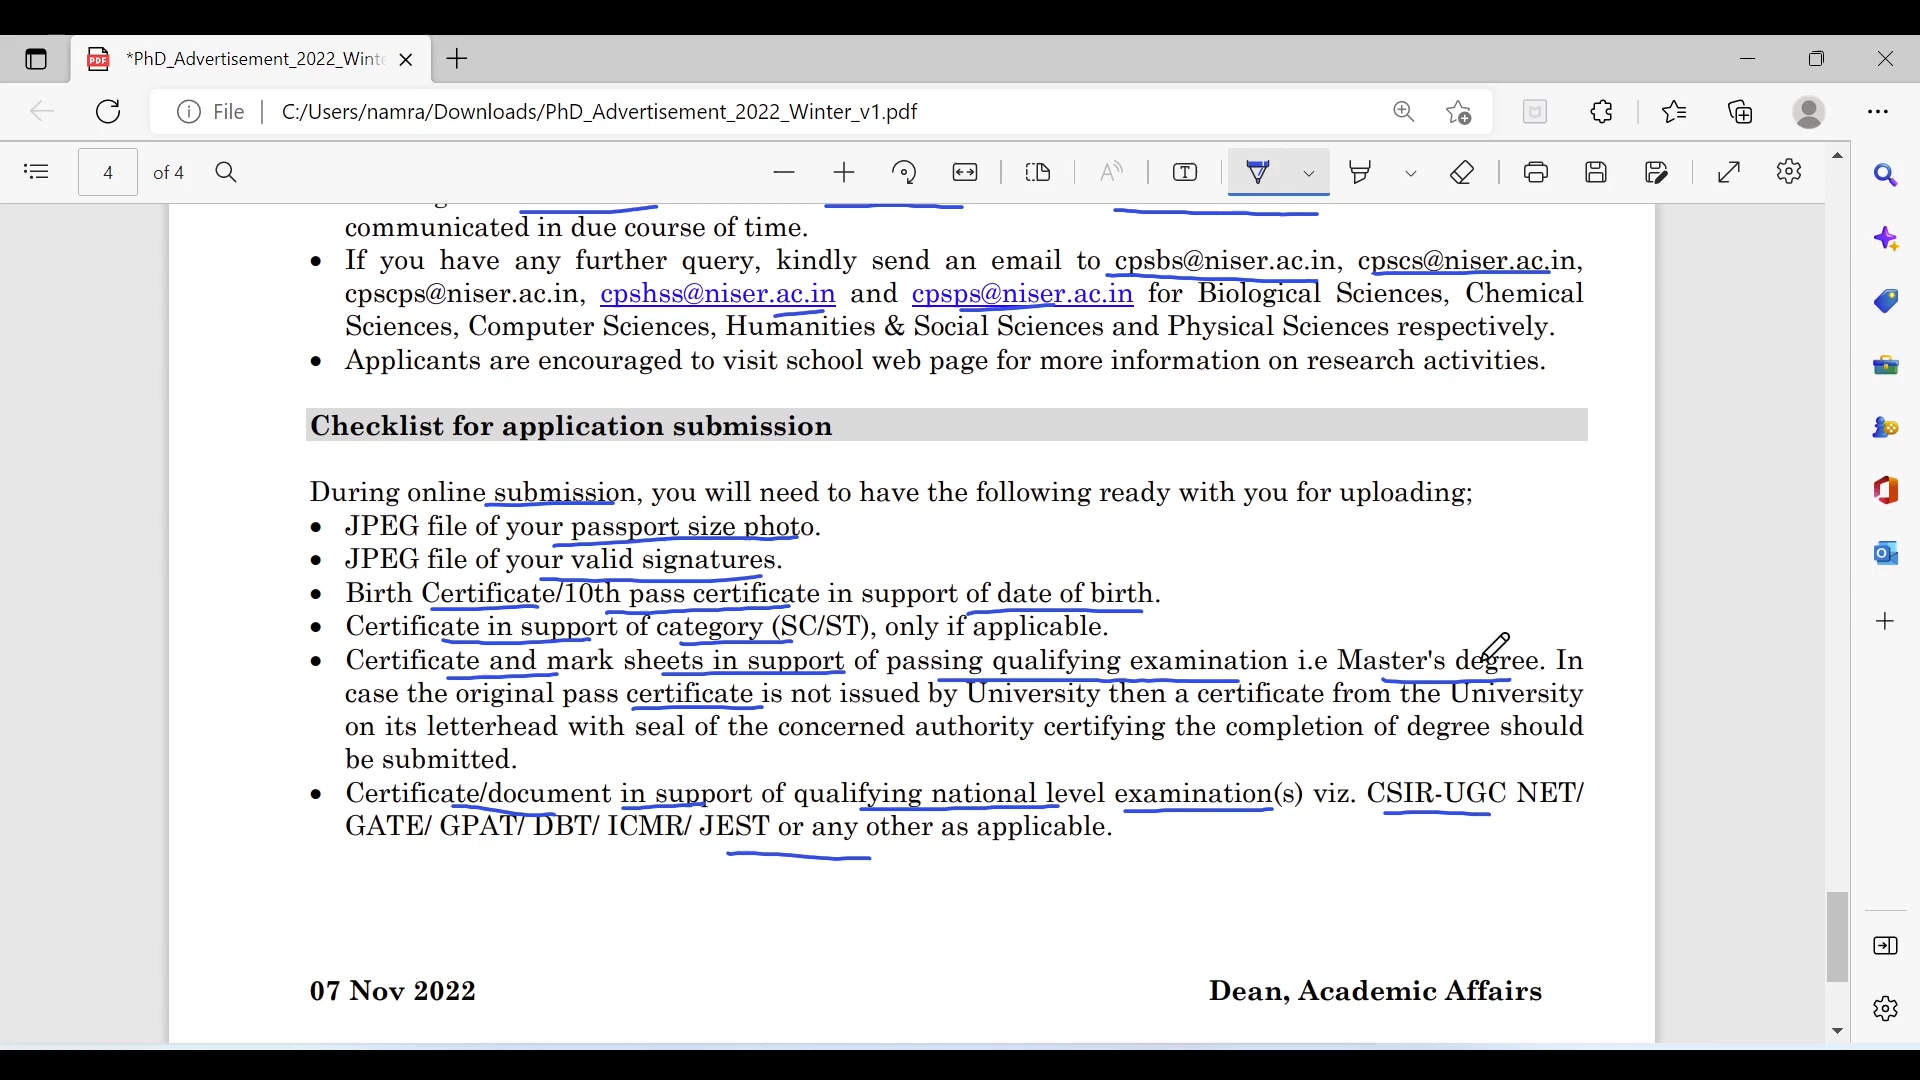 *PhD_Advertisement_2022_Winte
File
C:/Users/namra/Downloads/PhD_Advertisement_2022_Winter_v1.pdf
4 of 4
communicated in due course of time.
• If you have any further query, kindly send an email to cpsbs@niser.ac.in, cpscs@niser.ac.in,
cpscps@niser.ac.in, cpshss@niser.ac.in and cpsps@niser.ac.in for Biological Sciences, Chemical
Sciences, Computer Sciences, Humanities & Social Sciences and Physical Sciences respectively.
• Applicants are encouraged to visit school web page for more information on research activities.
Checklist for application submission
During online submission, you will need to have the following ready with you for uploading;
• JPEG file of your passport size photo.
• JPEG file of your valid signatures.
• Birth Certificate/10th pass certificate in support of date of birth.
• Certificate in support of category (SC/ST), only if applicable.
• Certificate and mark sheets in support of passing qualifying examination i.e Master's degree. In
case the original pass certificate is not issued by University then a certificate from the University
on its letterhead with seal of the concerned authority certifying the completion of degree should
be submitted.
• Certificate/document in support of qualifying national level examination(s) viz. CSIR-UGC NET/
GATE/ GPAT/ DBT/ ICMR/ JEST or any other as applicable.
07 Nov 2022
Dean, Academic Affairs